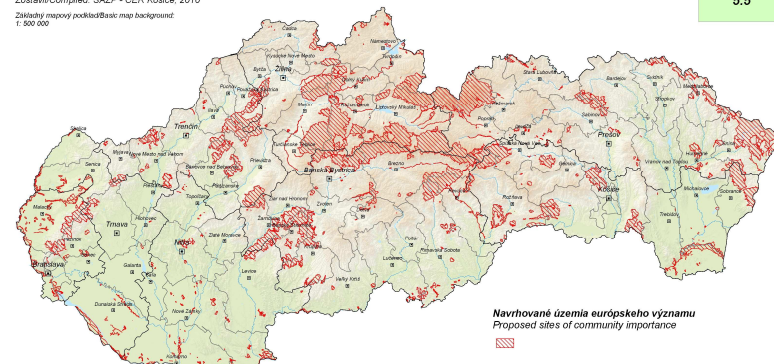 Zostavil/Compiled: SAŽP - CER Košice, 2010
5.5
Základný mapový podklad/Basic map background:
1: 500 000
Čadca
Námestovo
Kysucké Nové Mesto
Tvrdošín
Bytča
Žilina
Stará Ľubovňa
Bardejov
Svidník
Púchov
Považská Bystrica
Medzilaborce
Martin
Ružomberok
Liptovský Mikuláš
Kežmarok
Stropkov
Ilava
Sabinov
Poprad
Levoča
Skalica
Trenčín
Prešov
Myjava
Turčianske Teplice
Spišská Nová Ves
Humenné
Snina
Nové Mesto nad Váhom
Senica
Prievidza
Bánovce nad Bebravou
Banská Bystrica
Brezno
Gelnica
Vranov nad Topľou
Piešťany
Partizánske
Košice
Michalovce
Sobrance
Topoľčany
Žiar nad Hronom
Zvolen
Detva
Revúca
Rožňava
Malacky
Trnava
Hlohovec
Žarnovica
Banská Štiavnica
Trebišov
Pezinok
Nitra
Zlaté Moravce
Krupina
Poltár
Rimavská Sobota
Senec
Lučenec
Bratislava
Galanta
Šaľa
Levice
Veľký Krtíš
Dunajská Streda
Nové Zámky
Komárno
Navrhované územia európskeho významu
Proposed sites of community importance